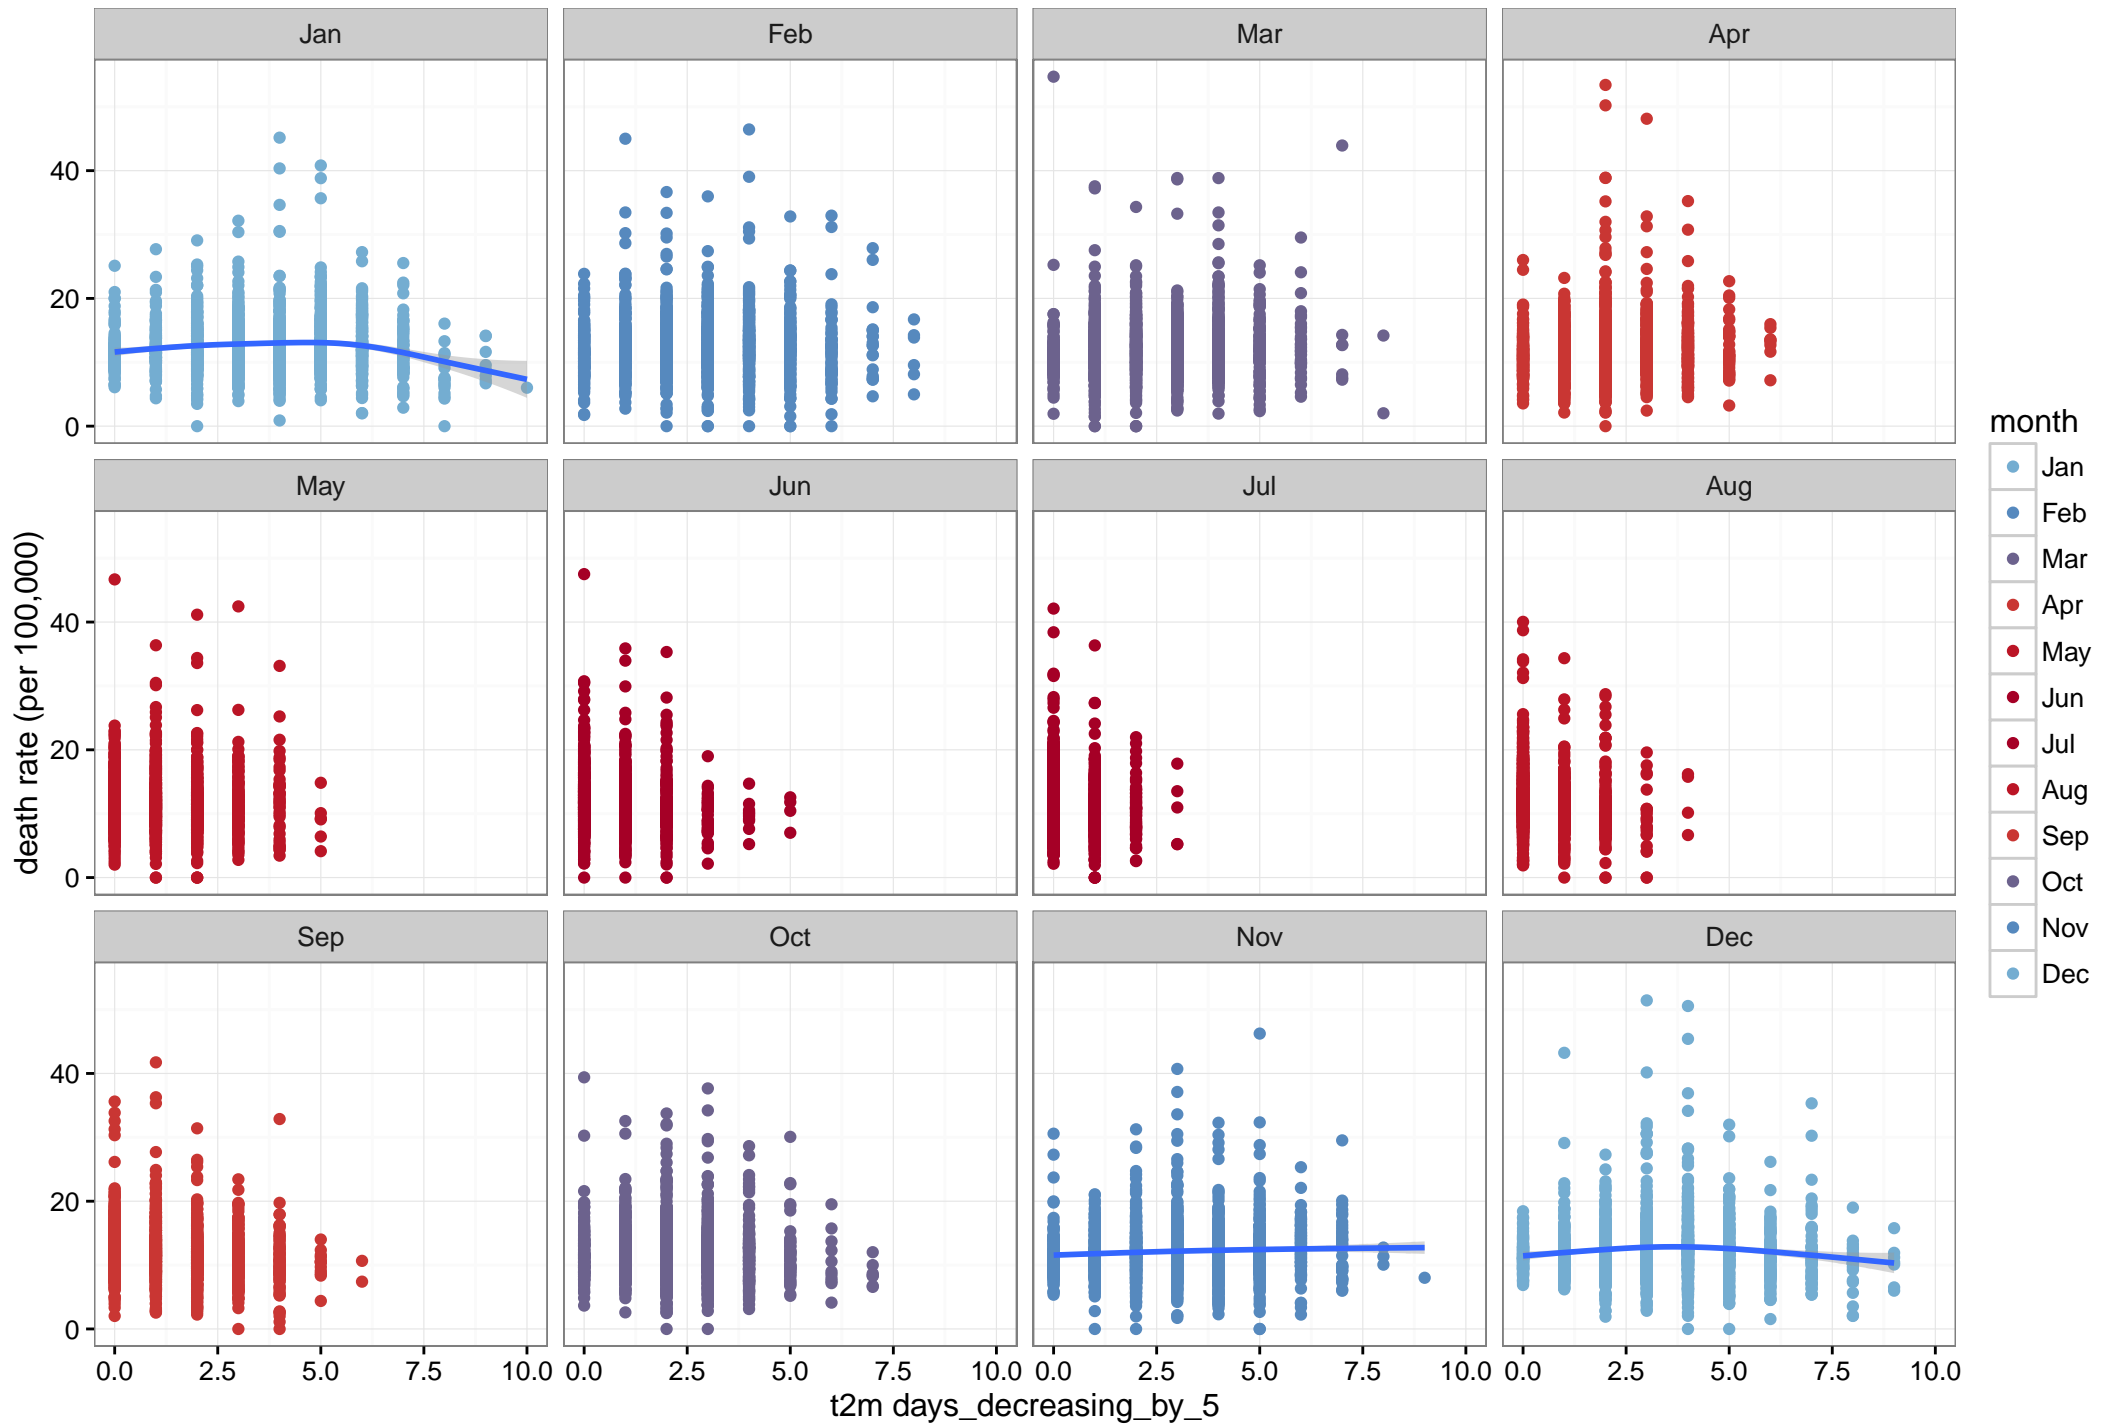 Jan Feb Mar Apr
40
20
0
May Jun Jul Aug
40
20
0
Sep Oct Nov Dec
40
20
0
0.0 2.5 5.0 7.5 10.0 0.0 2.5 5.0 7.5 10.0 0.0 2.5 5.0 7.5 10.0 0.0 2.5 5.0 7.5 10.0
t2m days_decreasing_by_5
death rate (per 100,000)
month
Jan
Feb
Mar
Apr
May
Jun
Jul
Aug
Sep
Oct
Nov
Dec